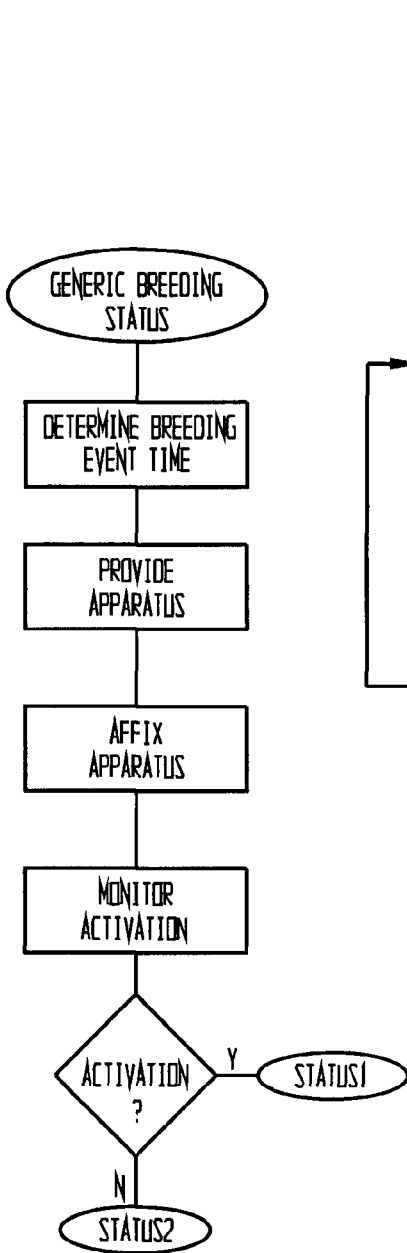 GENERIC BREEDING
STATUS
DETERMINE BREEDING
EVENT TIME
PROVIDE
APPARATUS
AFFIX
APPARATUS
MONITOR
ACTIVATION
ACTIVATION
?
Y
STATUS1
N
STATUS2